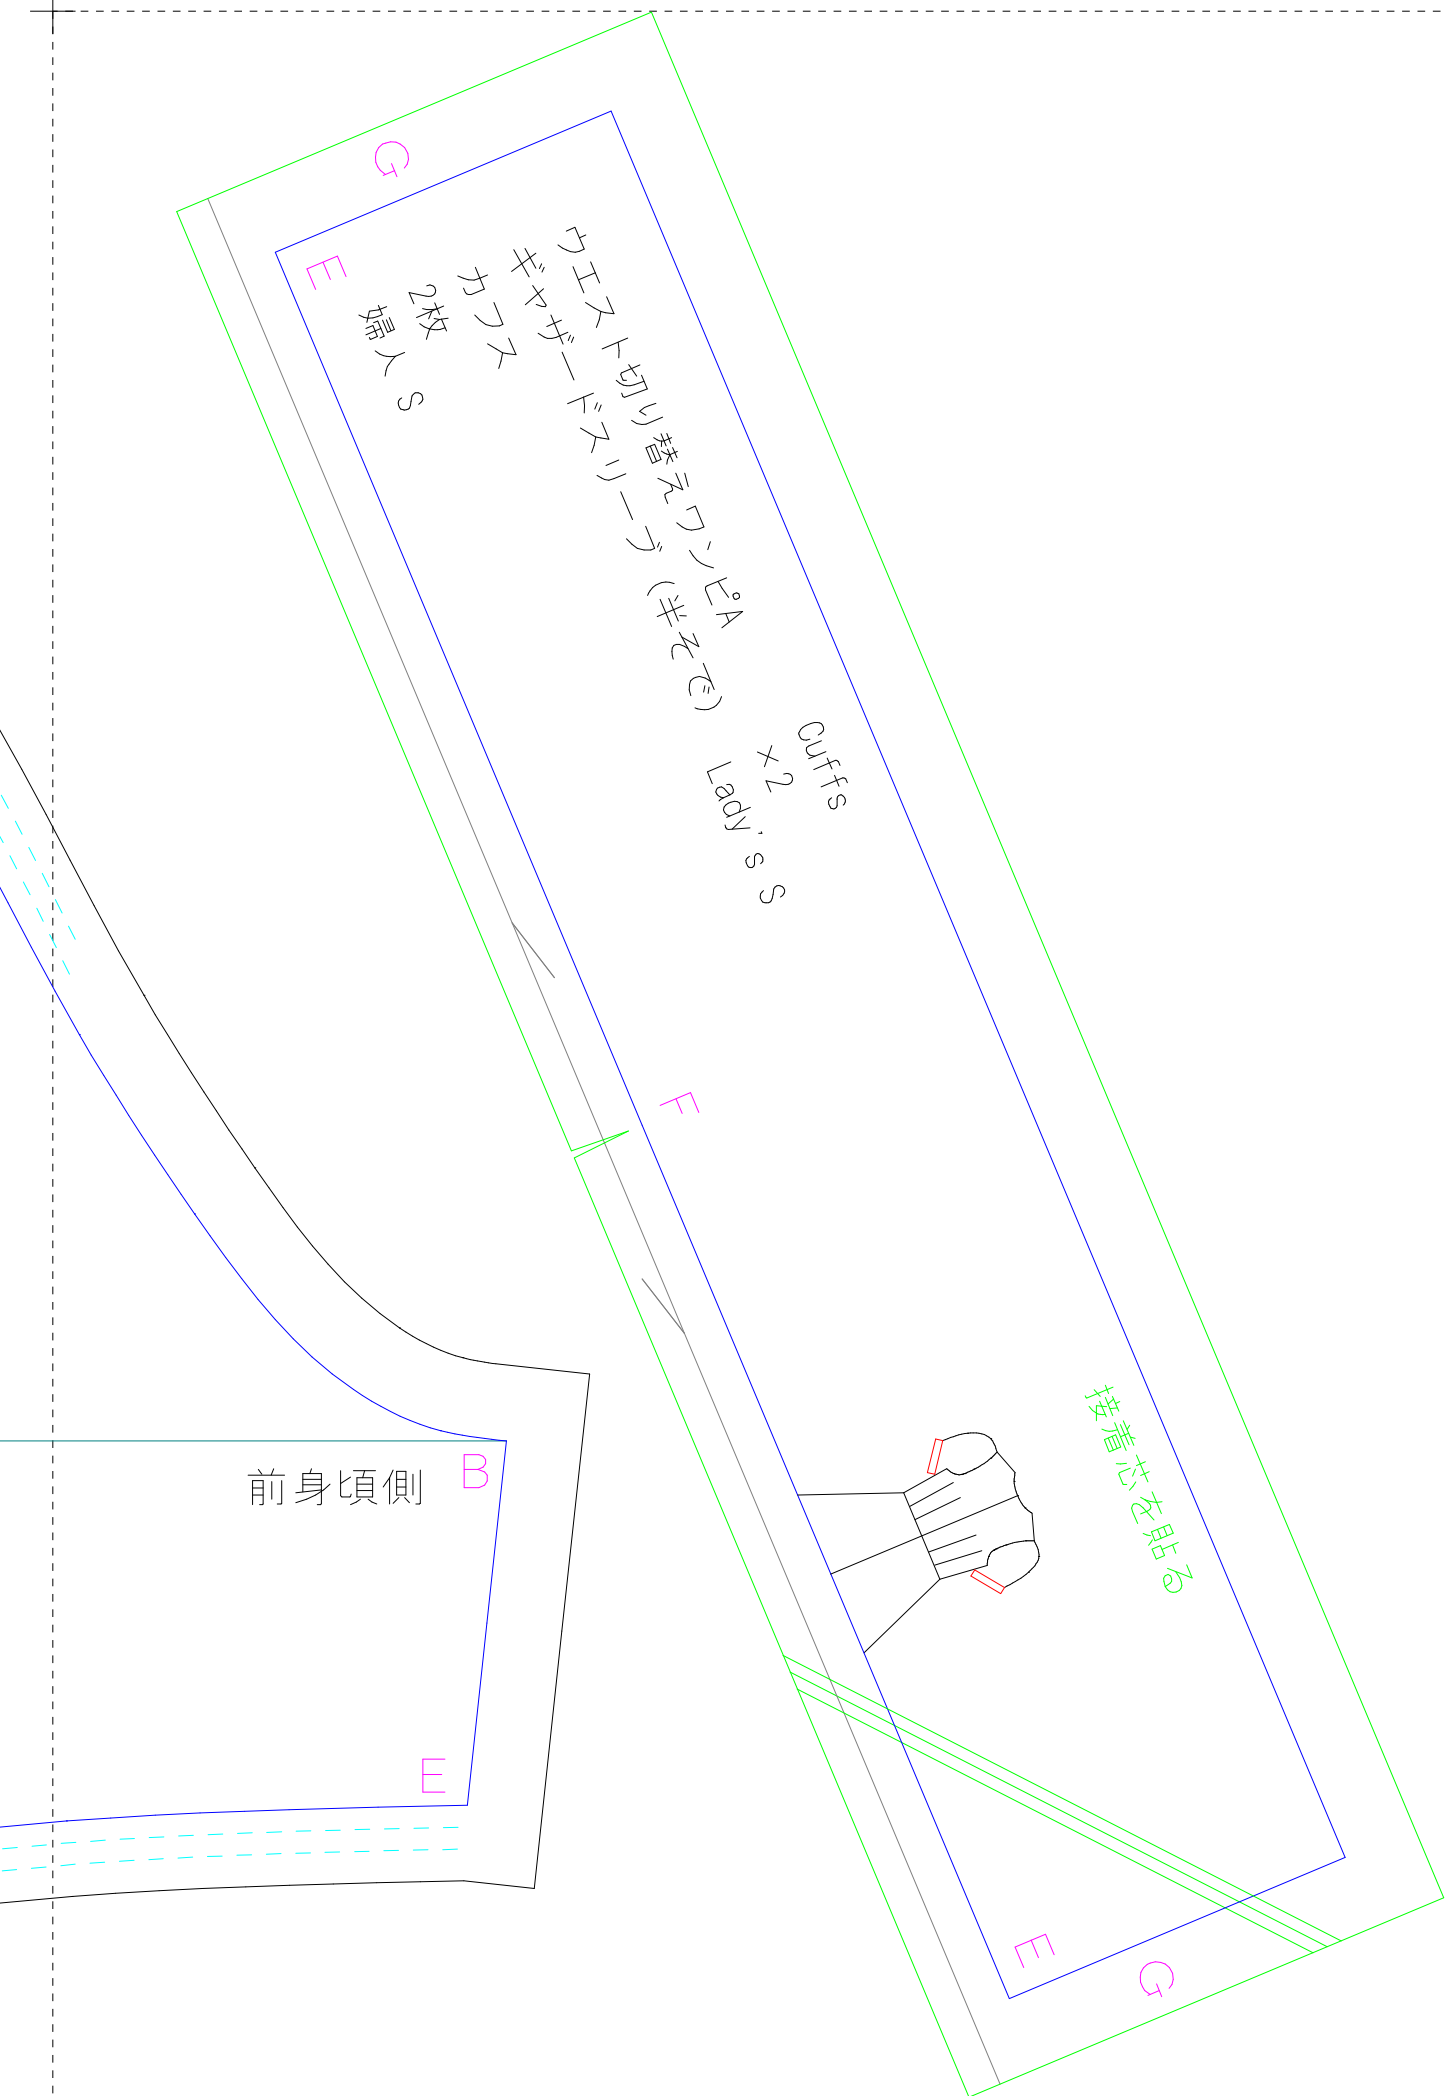 G
E
ウエスト切り替えワンピA
ギャザードスリーブ(半そで)
カフス
2枚
婦人 S
Cuffs
×2
Lady's S
F
接着芯を貼る
B
前身頃側
E
E
G